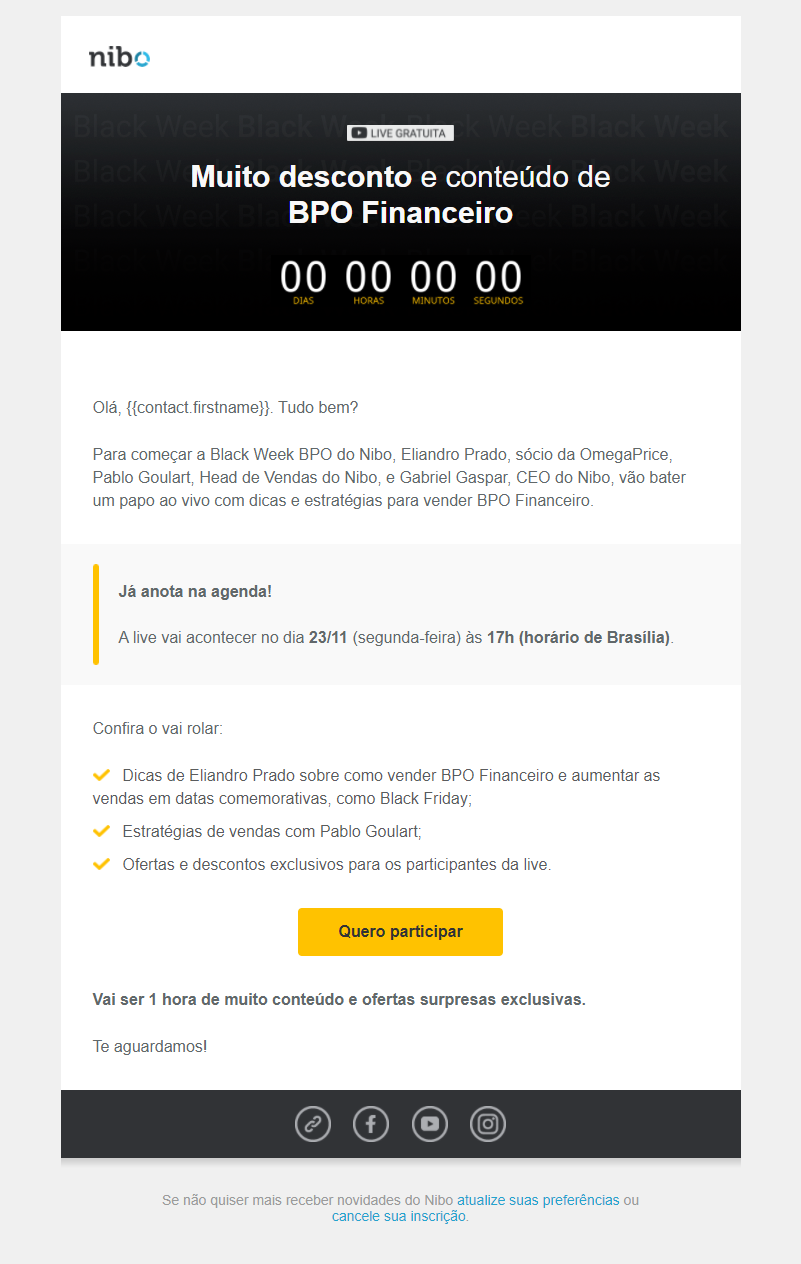 nibo
Black Week Black Week Black Week Black Week
LIVE GRATUITA
Muito desconto e conteúdo de
BPO Financeiro
00 00 00 00
DIAS HORAS MINUTOS SEGUNDOS
Olá, {{contact.firstname}}. Tudo bem?
Para começar a Black Week BPO do Nibo, Eliandro Prado, sócio da OmegaPrice,
Pablo Goulart, Head de Vendas do Nibo, e Gabriel Gaspar, CEO do Nibo, vão bater
um papo ao vivo com dicas e estratégias para vender BPO Financeiro.
Já anota na agenda!
A live vai acontecer no dia 23/11 (segunda-feira) às 17h (horário de Brasília).
Confira o vai rolar:
Dicas de Eliandro Prado sobre como vender BPO Financeiro e aumentar as
vendas em datas comemorativas, como Black Friday;
Estratégias de vendas com Pablo Goulart;
Ofertas e descontos exclusivos para os participantes da live.
Quero participar
Vai ser 1 hora de muito conteúdo e ofertas surpresas exclusivas.
Te aguardamos!
Se não quiser mais receber novidades do Nibo atualize suas preferências ou
cancele sua inscrição.